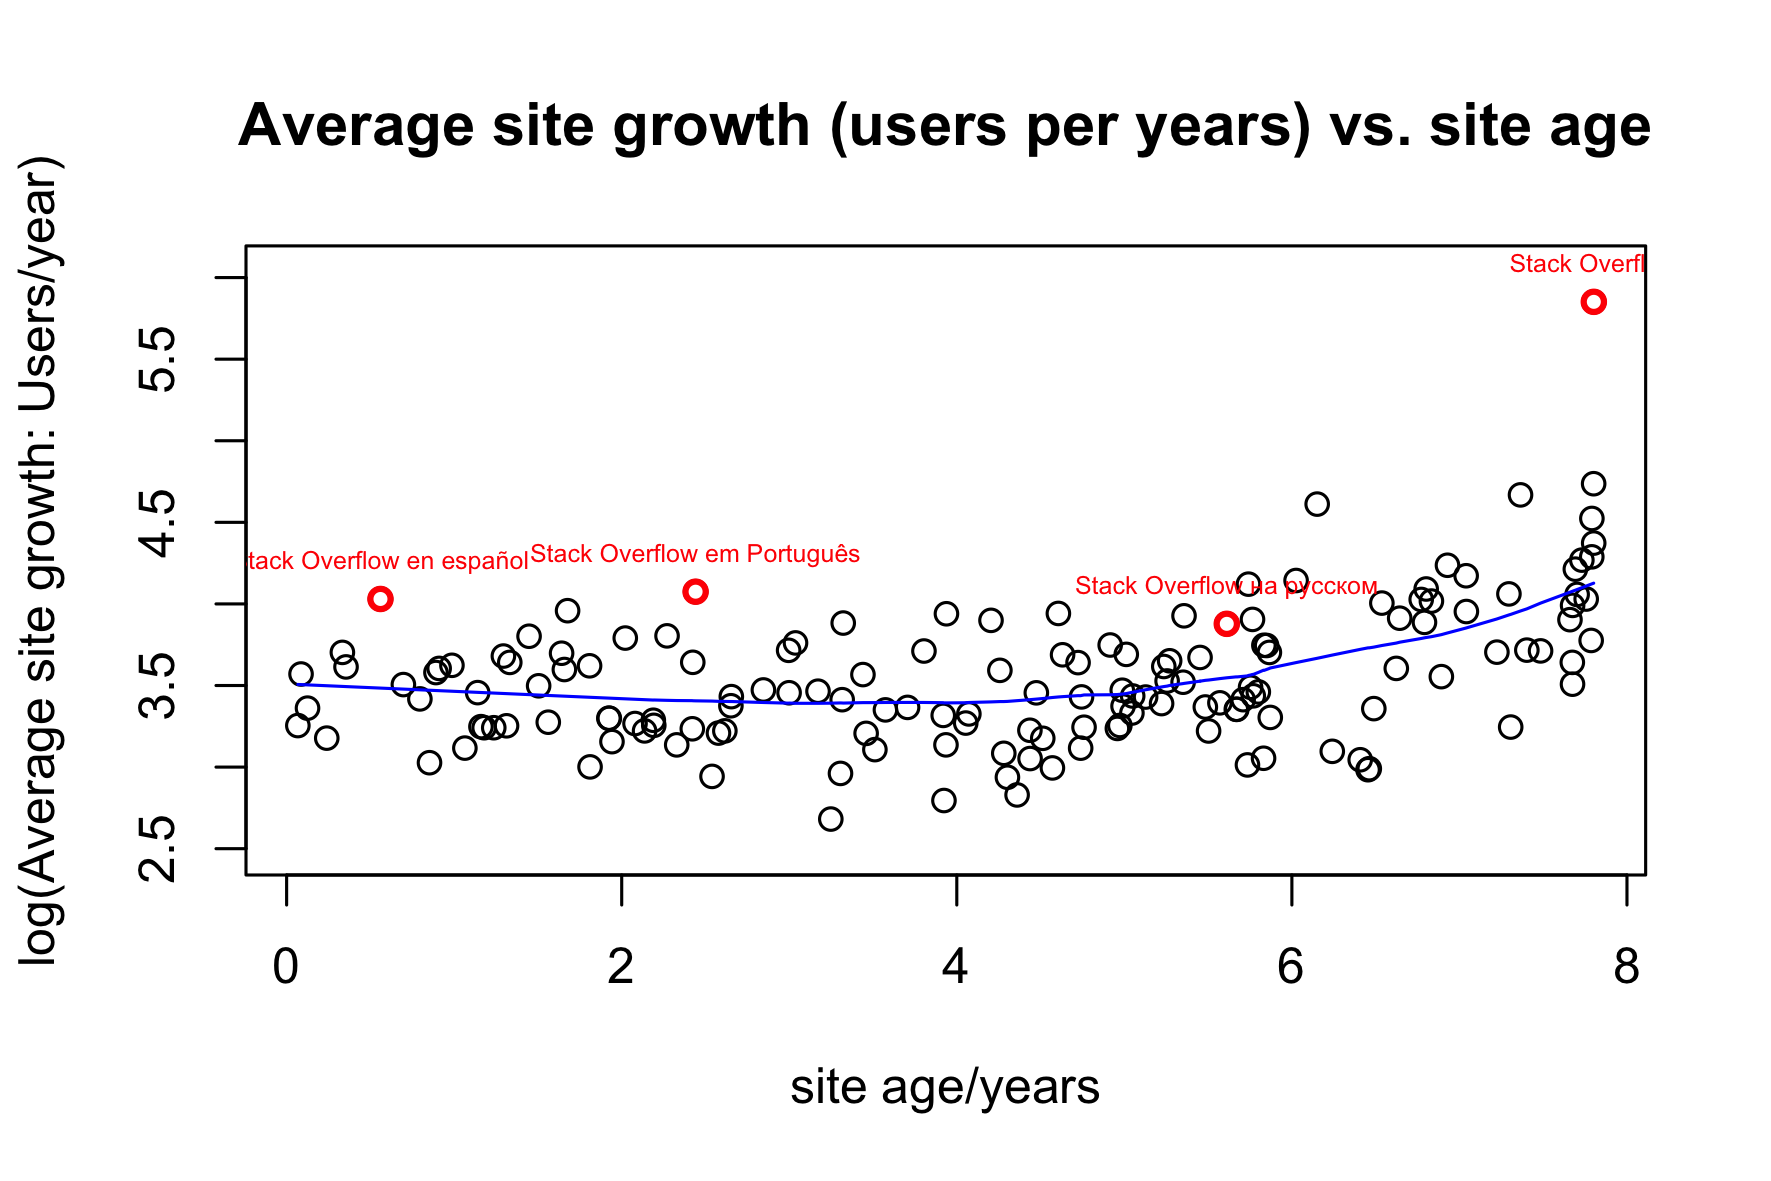 Average site growth (users per years) vs. site age
log(Average site growth: Users/year)
5.5
4.5
3.5
2.5
Stack Overfl
tack Overflow en español
Stack Overflow em Português
Stack Overflow на русском
0 2 4 6 8
site age/years